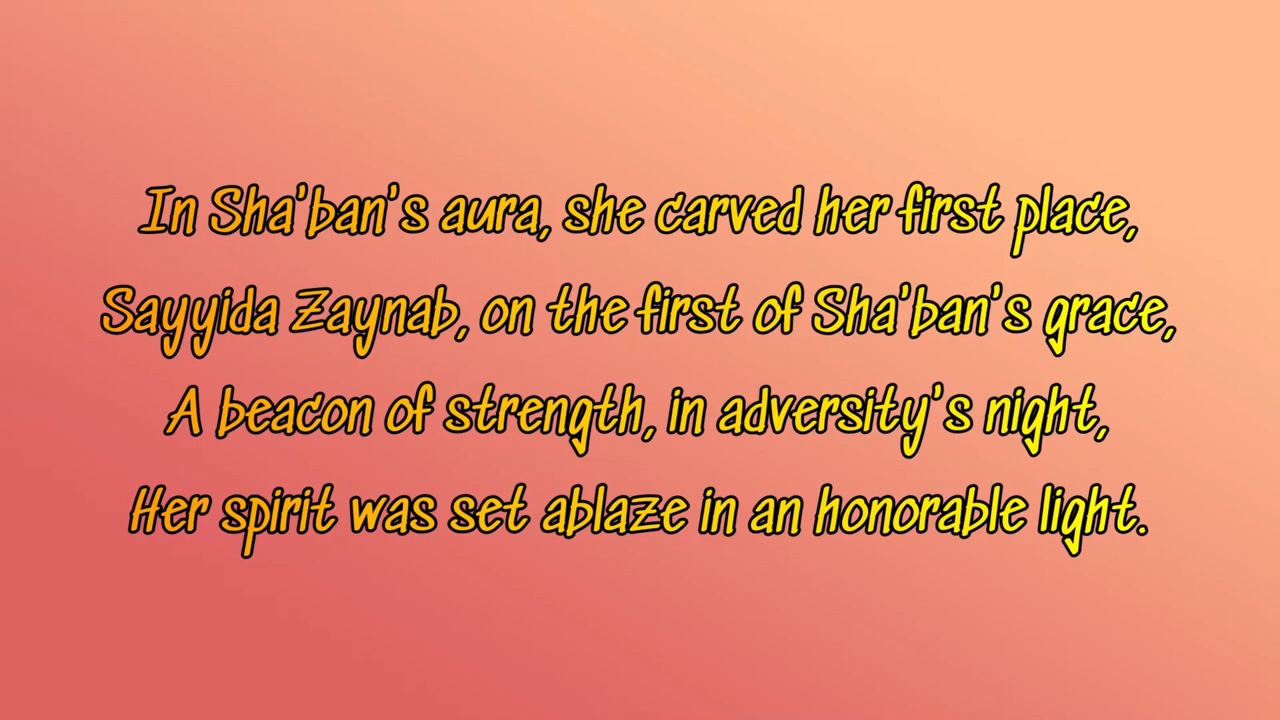 In Sha'ban's aura, she carved her first place,
Sayyida Zaynab, on the first of Sha'ban's grace,
A beacon of strength, in adversity's night,
Her spirit was set ablaze in an honorable light.